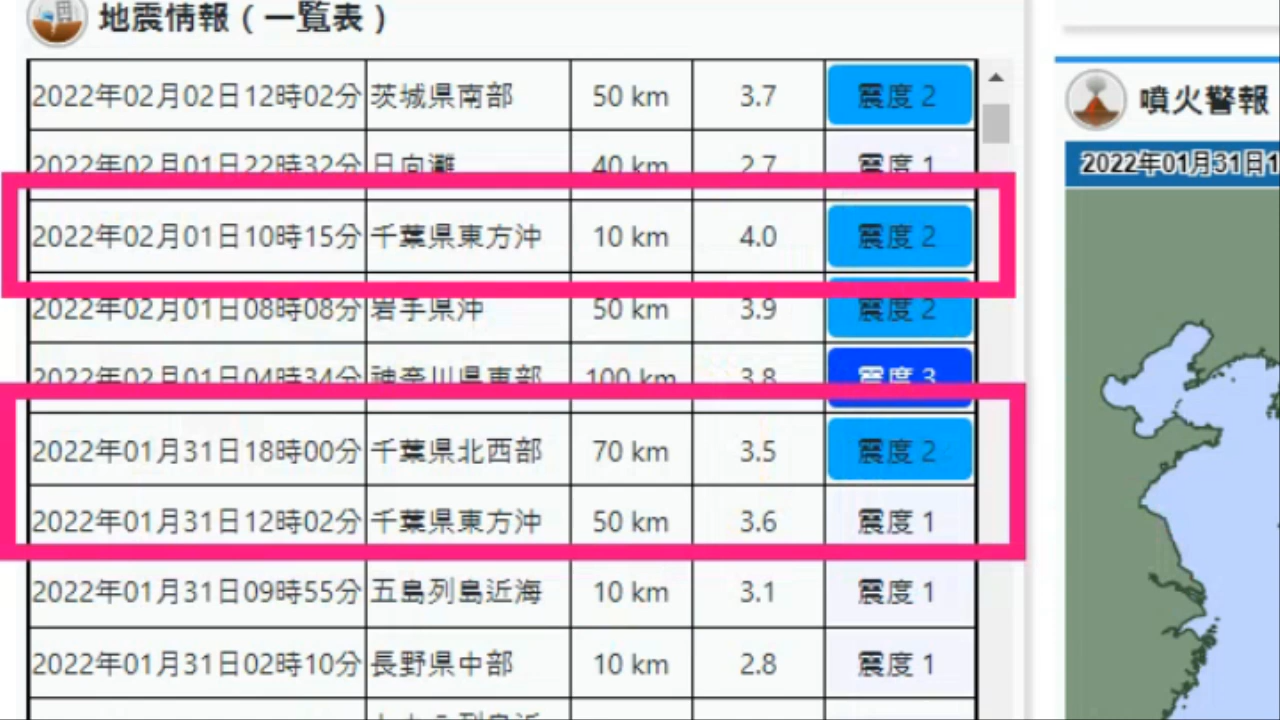 地震情報（一覧表）
2022年02月02日12時02分 茨城県南部 50 km 3.7 震度 2
2022年02月01日22時32分 日向灘 40 km 2.7 震度 1
2022年02月01日10時15分 千葉県東方沖 10 km 4.0 震度 2
2022年02月01日08時08分 岩手県沖 50 km 3.9 震度 2
2022年02月01日04時34分 神奈川県東部 100 km 3.8 震度 3
2022年01月31日18時00分 千葉県北西部 70 km 3.5 震度 2
2022年01月31日12時02分 千葉県東方沖 50 km 3.6 震度 1
2022年01月31日09時55分 五島列島近海 10 km 3.1 震度 1
2022年01月31日02時10分 長野県中部 10 km 2.8 震度 1
噴火警報
2022年01月31日1